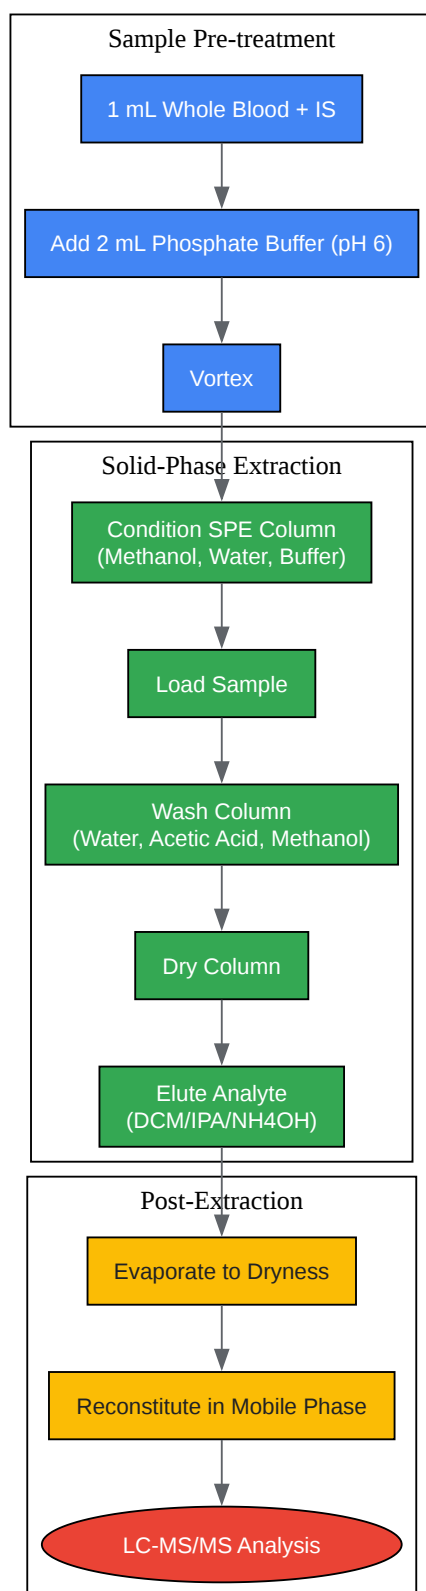 Sample Pre-treatment
1 mL Whole Blood + IS
Add 2 mL Phosphate Buffer (pH 6)
Vortex
Solid-Phase Extraction
Condition SPE Column
(Methanol, Water, Buffer)
Load Sample
Wash Column
(Water, Acetic Acid, Methanol)
Dry Column
Elute Analyte
(DCM/IPA/NH4OH)
Post-Extraction
Evaporate to Dryness
Reconstitute in Mobile Phase
LC-MS/MS Analysis